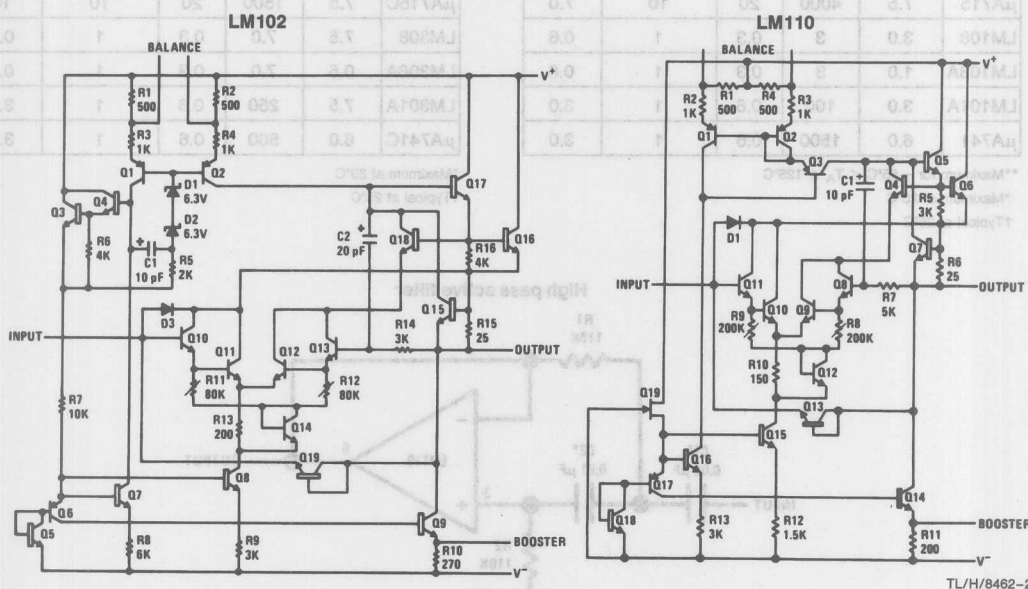 LM102
BALANCE
V+
R1
500
R2
500
R3
1K
R4
1K
Q1
Q2
D1
6.3V
Q17
Q3
Q4
D2
6.3V
R6
4K
C1
10 pF
R5
2K
C2
20 pF
Q18
R16
4K
Q16
D3
Q15
R15
25
INPUT
Q10
Q11
Q12
Q13
R14
3K
OUTPUT
R11
80K
R12
80K
R7
10K
R13
200
Q14
Q19
Q8
Q6
Q7
Q5
Q9
R8
6K
R9
3K
BOOSTER
R10
270
V−
LM110
BALANCE
V+
R2
1K
R1
500
R4
500
R3
1K
Q1
Q2
Q3
Q5
C1
10 pF
Q4
Q6
R5
3K
D1
Q7
R6
25
INPUT
Q11
Q10
Q9
Q8
R7
5K
OUTPUT
R9
200K
R8
200K
R10
150
Q12
Q19
Q13
Q15
Q16
Q17
Q14
Q18
R13
3K
R12
1.5K
BOOSTER
R11
200
V−
TL/H/8462-2